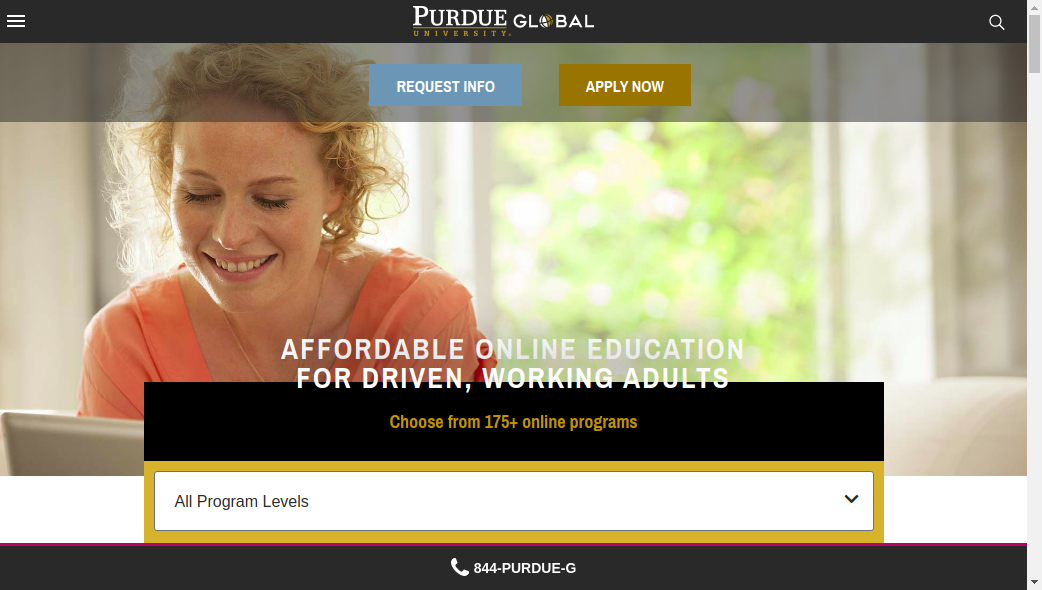 PURDUE GLOBAL
UNIVERSITY
REQUEST INFO
APPLY NOW
AFFORDABLE ONLINE EDUCATION
FOR DRIVEN, WORKING ADULTS
Choose from 175+ online programs
All Program Levels
844-PURDUE-G